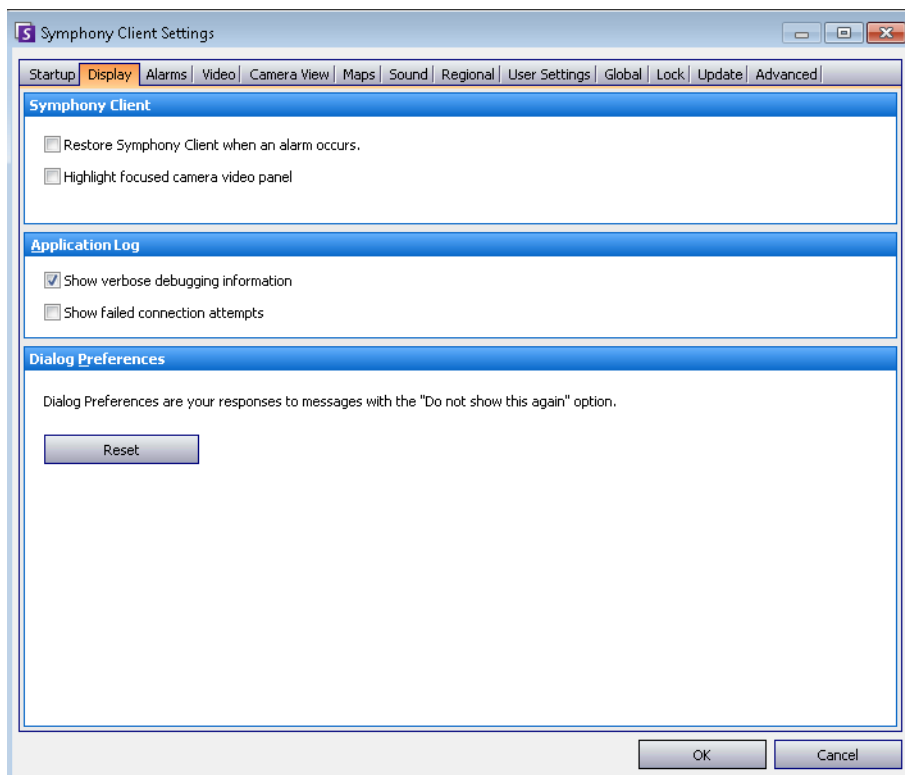 Symphony Client Settings
Startup Display Alarms Video Camera View Maps Sound Regional User Settings Global Lock Update Advanced
Symphony Client
Restore Symphony Client when an alarm occurs.
Highlight focused camera video panel
Application Log
Show verbose debugging information
Show failed connection attempts
Dialog Preferences
Dialog Preferences are your responses to messages with the "Do not show this again" option.
Reset
OK Cancel